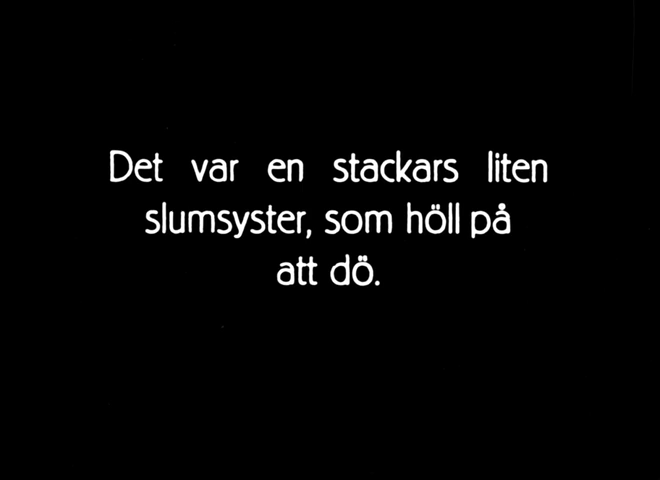 Det var en stackars liten
slumsyster, som höll på
att dö.